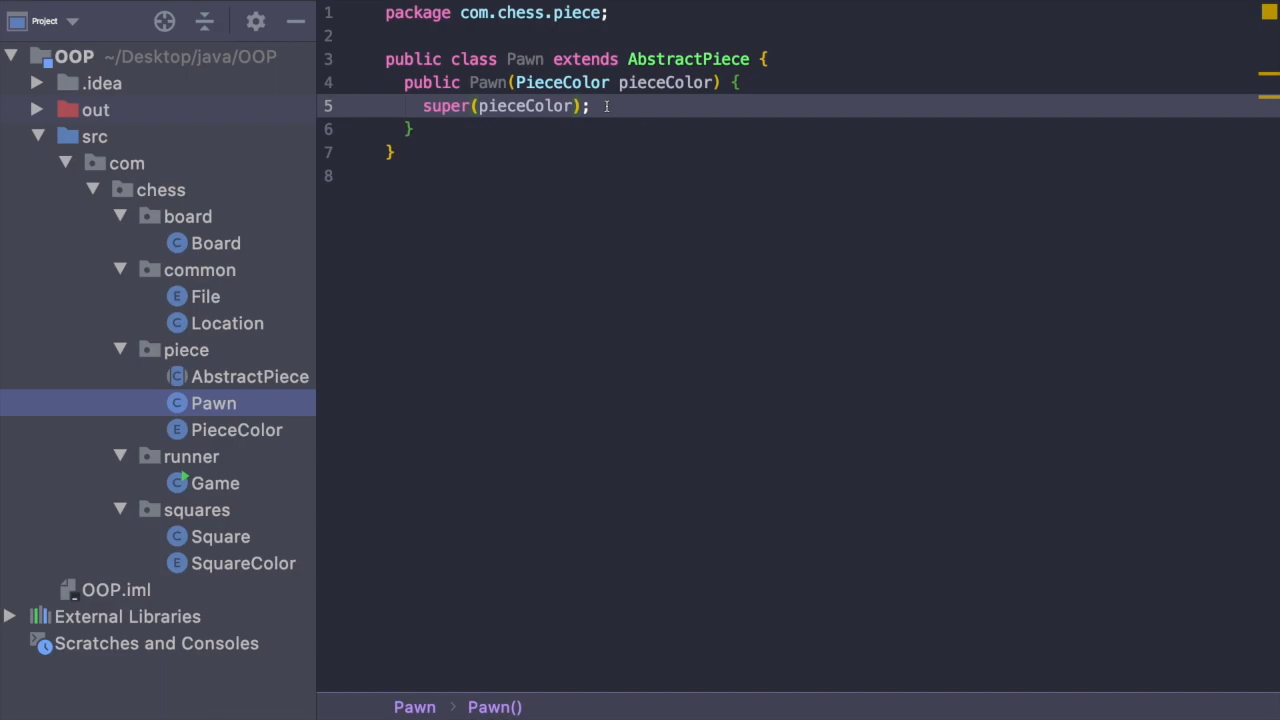 Project
OOP ~/Desktop/java/OOP
.idea
out
src
com
chess
board
Board
common
File
Location
piece
AbstractPiece
Pawn
PieceColor
runner
Game
squares
Square
SquareColor
OOP.iml
External Libraries
Scratches and Consoles
1 package com.chess.piece;
2
3 public class Pawn extends AbstractPiece {
4 public Pawn(PieceColor pieceColor) {
5 super(pieceColor);
6 }
7 }
8
Pawn > Pawn()